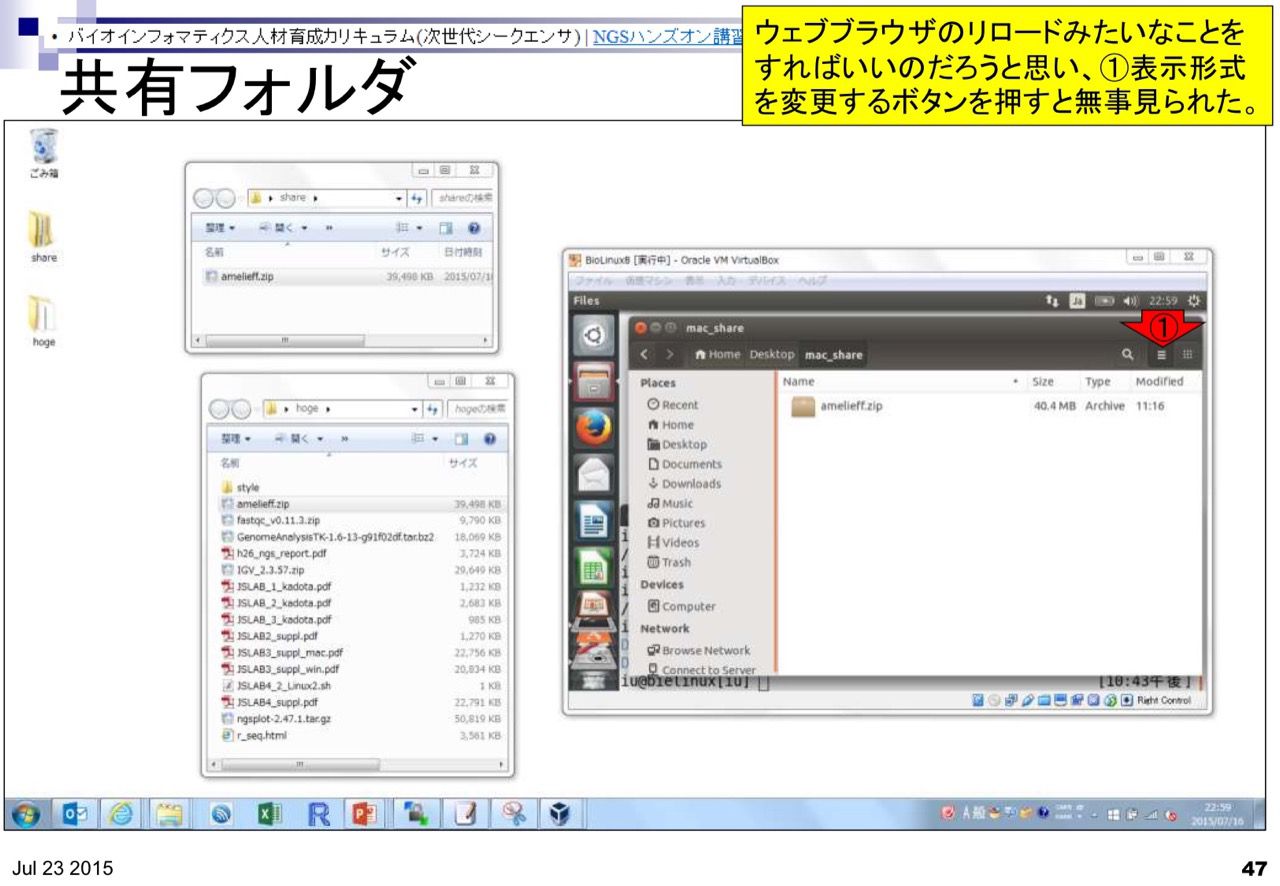 • バイオインフォマティクス人材育成カリキュラム(次世代シークエンサ) | NGSハンズオン講習
ウェブブラウザのリロードみたいなことを
すればいいのだろうと思い、①表示形式
を変更するボタンを押すと無事見られた。
共有フォルダ
ごみ箱
share
hoge
share
shareの検索
整理
開く
»
名前 サイズ 日付時刻
amelieff.zip 39,498 KB 2015/07/1
hoge
hogeの検索
整理
開く
»
名前 サイズ
style
amelieff.zip 39,498 KB
fastqc_v0.11.3.zip 9,790 KB
GenomeAnalysisTK-1.6-13-g91f02df.tar.bz2 18,069 KB
h26_ngs_report.pdf 3,724 KB
IGV_2.3.57.zip 29,649 KB
JSLAB_1_kadota.pdf 1,232 KB
JSLAB_2_kadota.pdf 2,683 KB
JSLAB_3_kadota.pdf 985 KB
JSLAB2_suppl.pdf 1,270 KB
JSLAB3_suppl_mac.pdf 22,756 KB
JSLAB3_suppl_win.pdf 20,834 KB
JSLAB4_2_Linux2.sh 1 KB
JSLAB4_suppl.pdf 22,791 KB
ngsplot-2.47.1.tar.gz 50,819 KB
r_seq.html 3,561 KB
BioLinux8 [実行中] - Oracle VM VirtualBox
ファイル 仮想マシン 表示 入力 デバイス ヘルプ
Files Ja 22:59
mac_share
①
Home Desktop mac_share
Places
Recent
Home
Desktop
Documents
Downloads
Music
Pictures
Videos
Trash
Devices
Computer
Network
Browse Network
Connect to Server
Name Size Type Modified
amelieff.zip 40.4 MB Archive 11:16
iu@bielinux[iu] [10:43午後]
Right Control
A 般
22:59
2015/07/16
Jul 23 2015
47